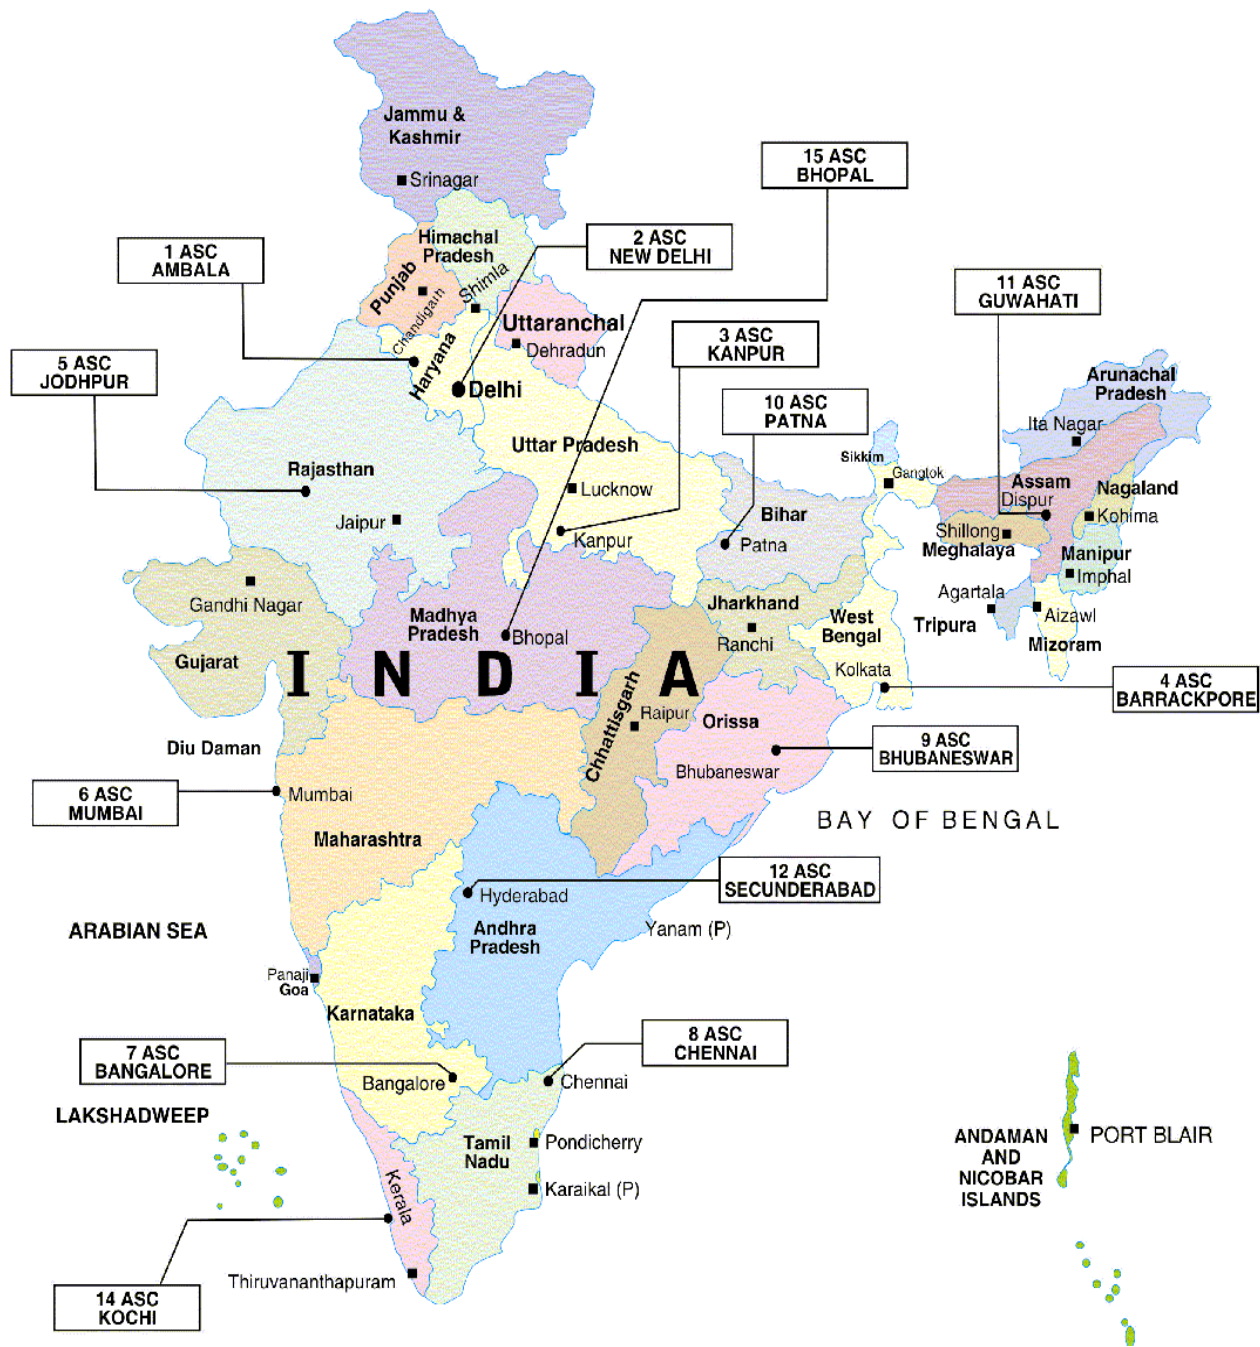 Jammu &
Kashmir
Srinagar
15 ASC
BHOPAL
1 ASC
AMBALA
Himachal
Pradesh
2 ASC
NEW DELHI
Punjab
Shimla
Chandigarh
11 ASC
GUWAHATI
Uttaranchal
Dehradun
3 ASC
KANPUR
5 ASC
JODHPUR
Haryana
Delhi
Arunachal
Pradesh
10 ASC
PATNA
Ita Nagar
Uttar Pradesh
Sikkim
Gangtok
Rajasthan
Lucknow
Assam
Dispur
Nagaland
Kohima
Jaipur
Bihar
Kanpur
Patna
Shillong
Meghalaya
Manipur
Imphal
Gandhi Nagar
Madhya
Pradesh
Bhopal
Jharkhand
Ranchi
West
Bengal
Agartala
Tripura
Aizawl
Mizoram
Gujarat
INDIA
Kolkata
4 ASC
BARRACKPORE
Chhattisgarh
Raipur
Orissa
Diu Daman
9 ASC
BHUBANESWAR
Bhubaneswar
6 ASC
MUMBAI
Mumbai
Maharashtra
BAY OF BENGAL
12 ASC
SECUNDERABAD
Hyderabad
ARABIAN SEA
Andhra
Pradesh
Yanam (P)
Panaji
Goa
Karnataka
8 ASC
CHENNAI
7 ASC
BANGALORE
Bangalore
Chennai
LAKSHADWEEP
Tamil
Nadu
Pondicherry
PORT BLAIR
ANDAMAN
AND
NICOBAR
ISLANDS
Kerala
Karaikal (P)
Thiruvananthapuram
14 ASC
KOCHI